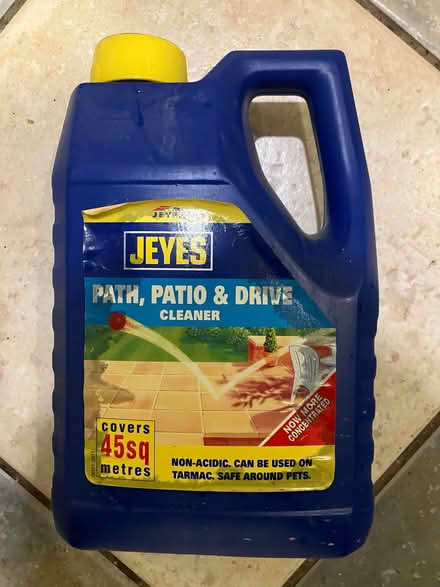 JEYES
JEYES
PATH, PATIO & DRIVE
CLEANER
NOW MORE
CONCENTRATED
covers
45sq
metres
NON-ACIDIC. CAN BE USED ON
TARMAC. SAFE AROUND PETS.